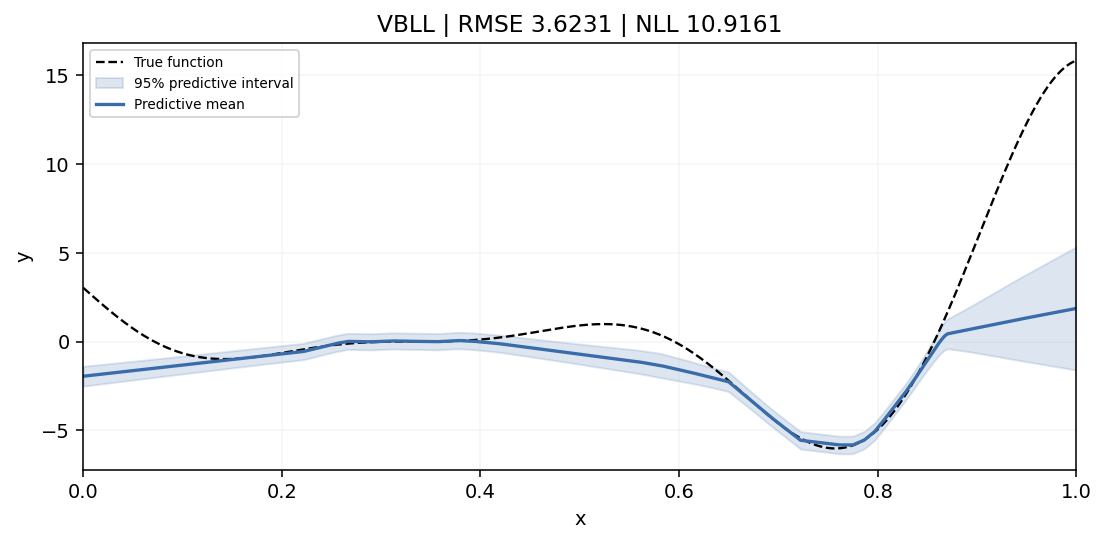 VBLL | RMSE 3.6231 | NLL 10.9161
True function
95% predictive interval
Predictive mean
15
10
5
0
−5
y
0.0 0.2 0.4 0.6 0.8 1.0
x